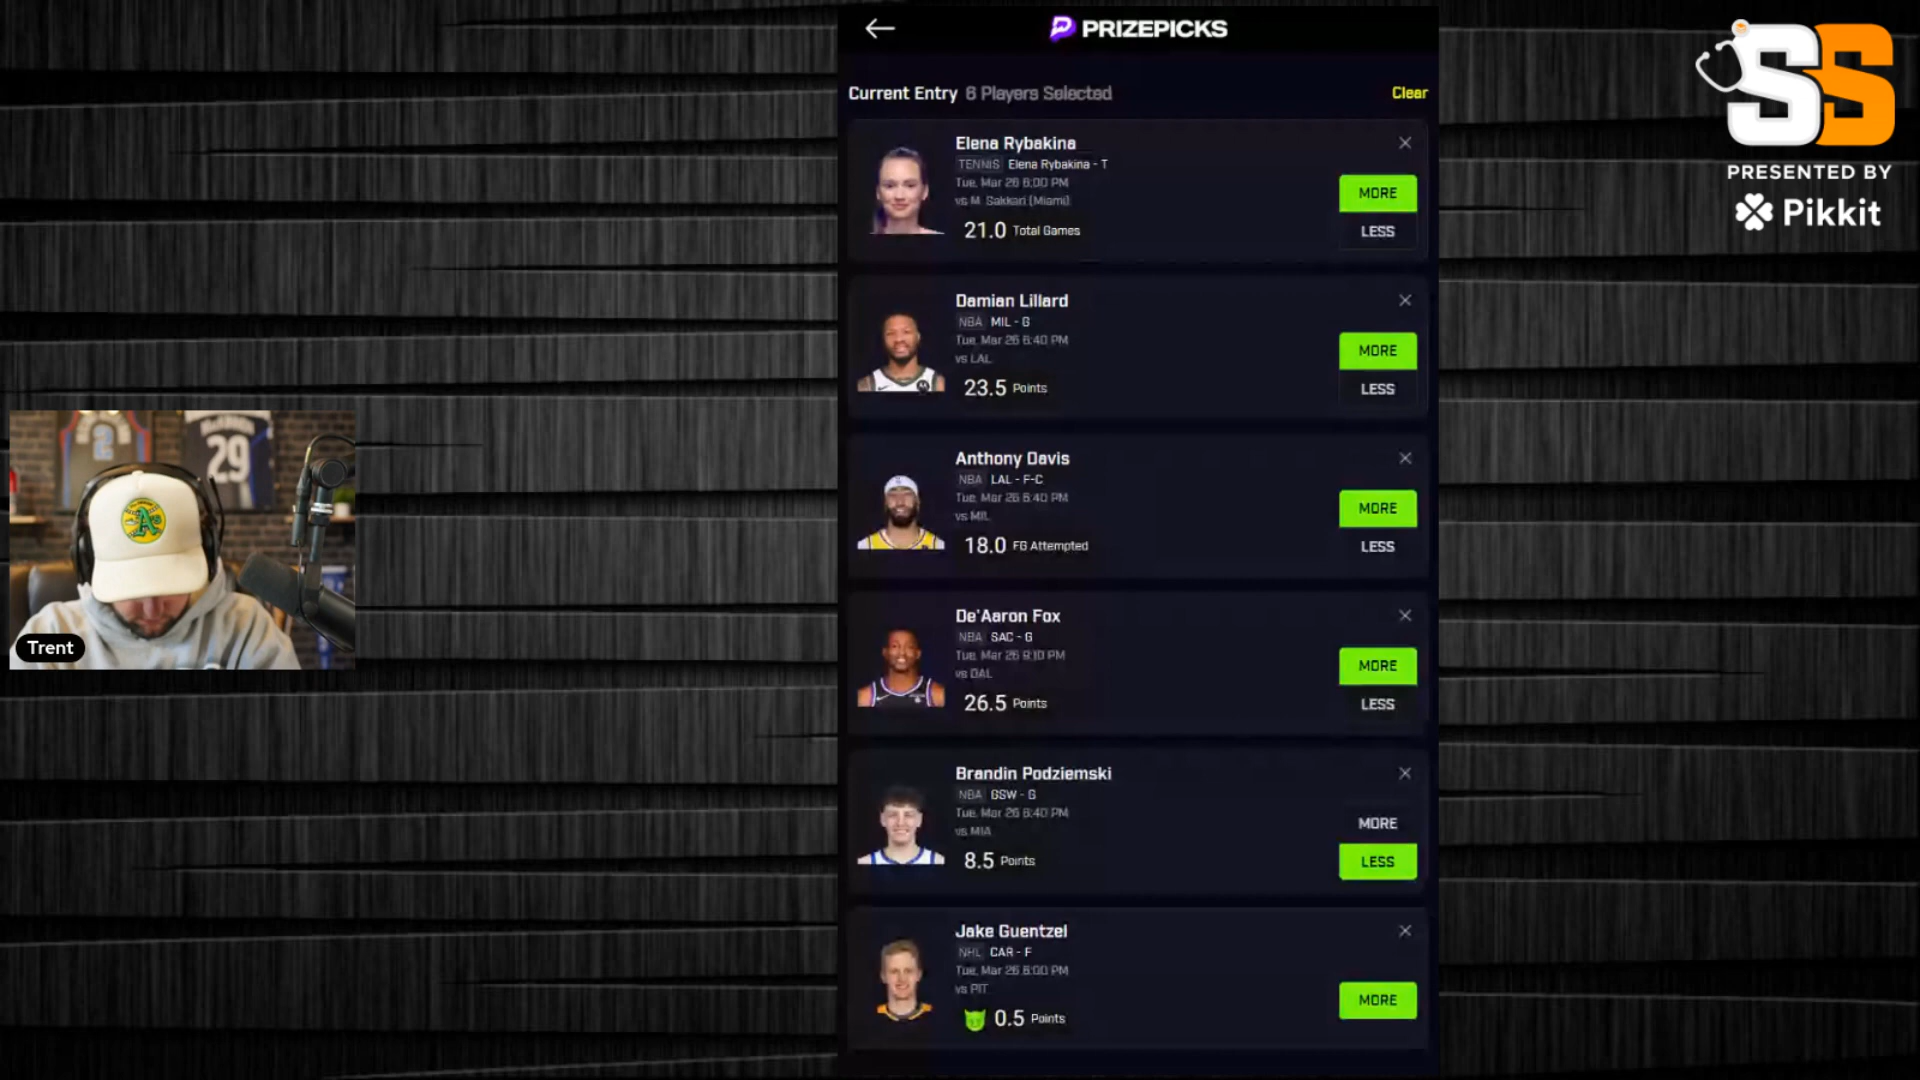 PRIZEPICKS
Current Entry 6 Players Selected
Clear
Elena Rybakina
TENNIS Elena Rybakina - T
Tue, Mar 26 6:00 PM
vs M. Sakkari (Miami)
21.0 Total Games
MORE
LESS
Damian Lillard
NBA MIL - G
Tue, Mar 26 6:40 PM
vs LAL
23.5 Points
MORE
LESS
Anthony Davis
NBA LAL - F-C
Tue, Mar 26 6:40 PM
vs MIL
18.0 FG Attempted
MORE
LESS
De'Aaron Fox
NBA SAC - G
Tue, Mar 26 9:10 PM
vs DAL
26.5 Points
MORE
LESS
Brandin Podziemski
NBA GSW - G
Tue, Mar 26 6:40 PM
vs MIA
8.5 Points
MORE
LESS
Jake Guentzel
NHL CAR - F
Tue, Mar 26 6:00 PM
vs PIT
0.5 Points
MORE
SS
PRESENTED BY
Pikkit
2
29
A's
Trent